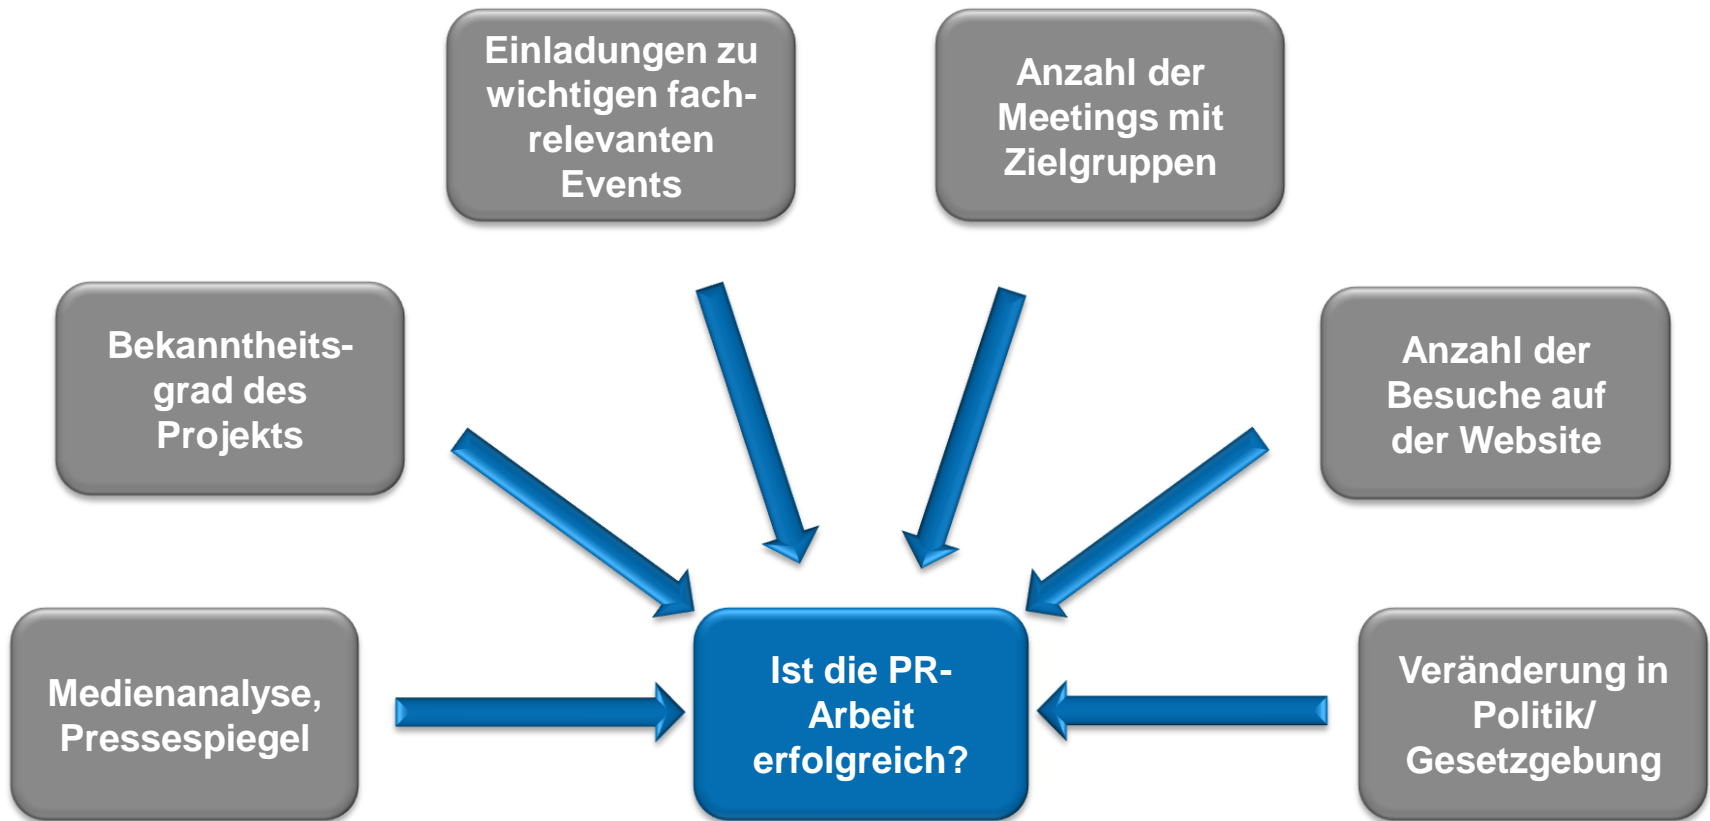 Einladungen zu
wichtigen fach-
relevanten
Events
Anzahl der
Meetings mit
Zielgruppen
Bekanntheits-
grad des
Projekts
Anzahl der
Besuche auf
der Website
Medienanalyse,
Pressespiegel
Ist die PR-
Arbeit
erfolgreich?
Veränderung in
Politik/
Gesetzgebung